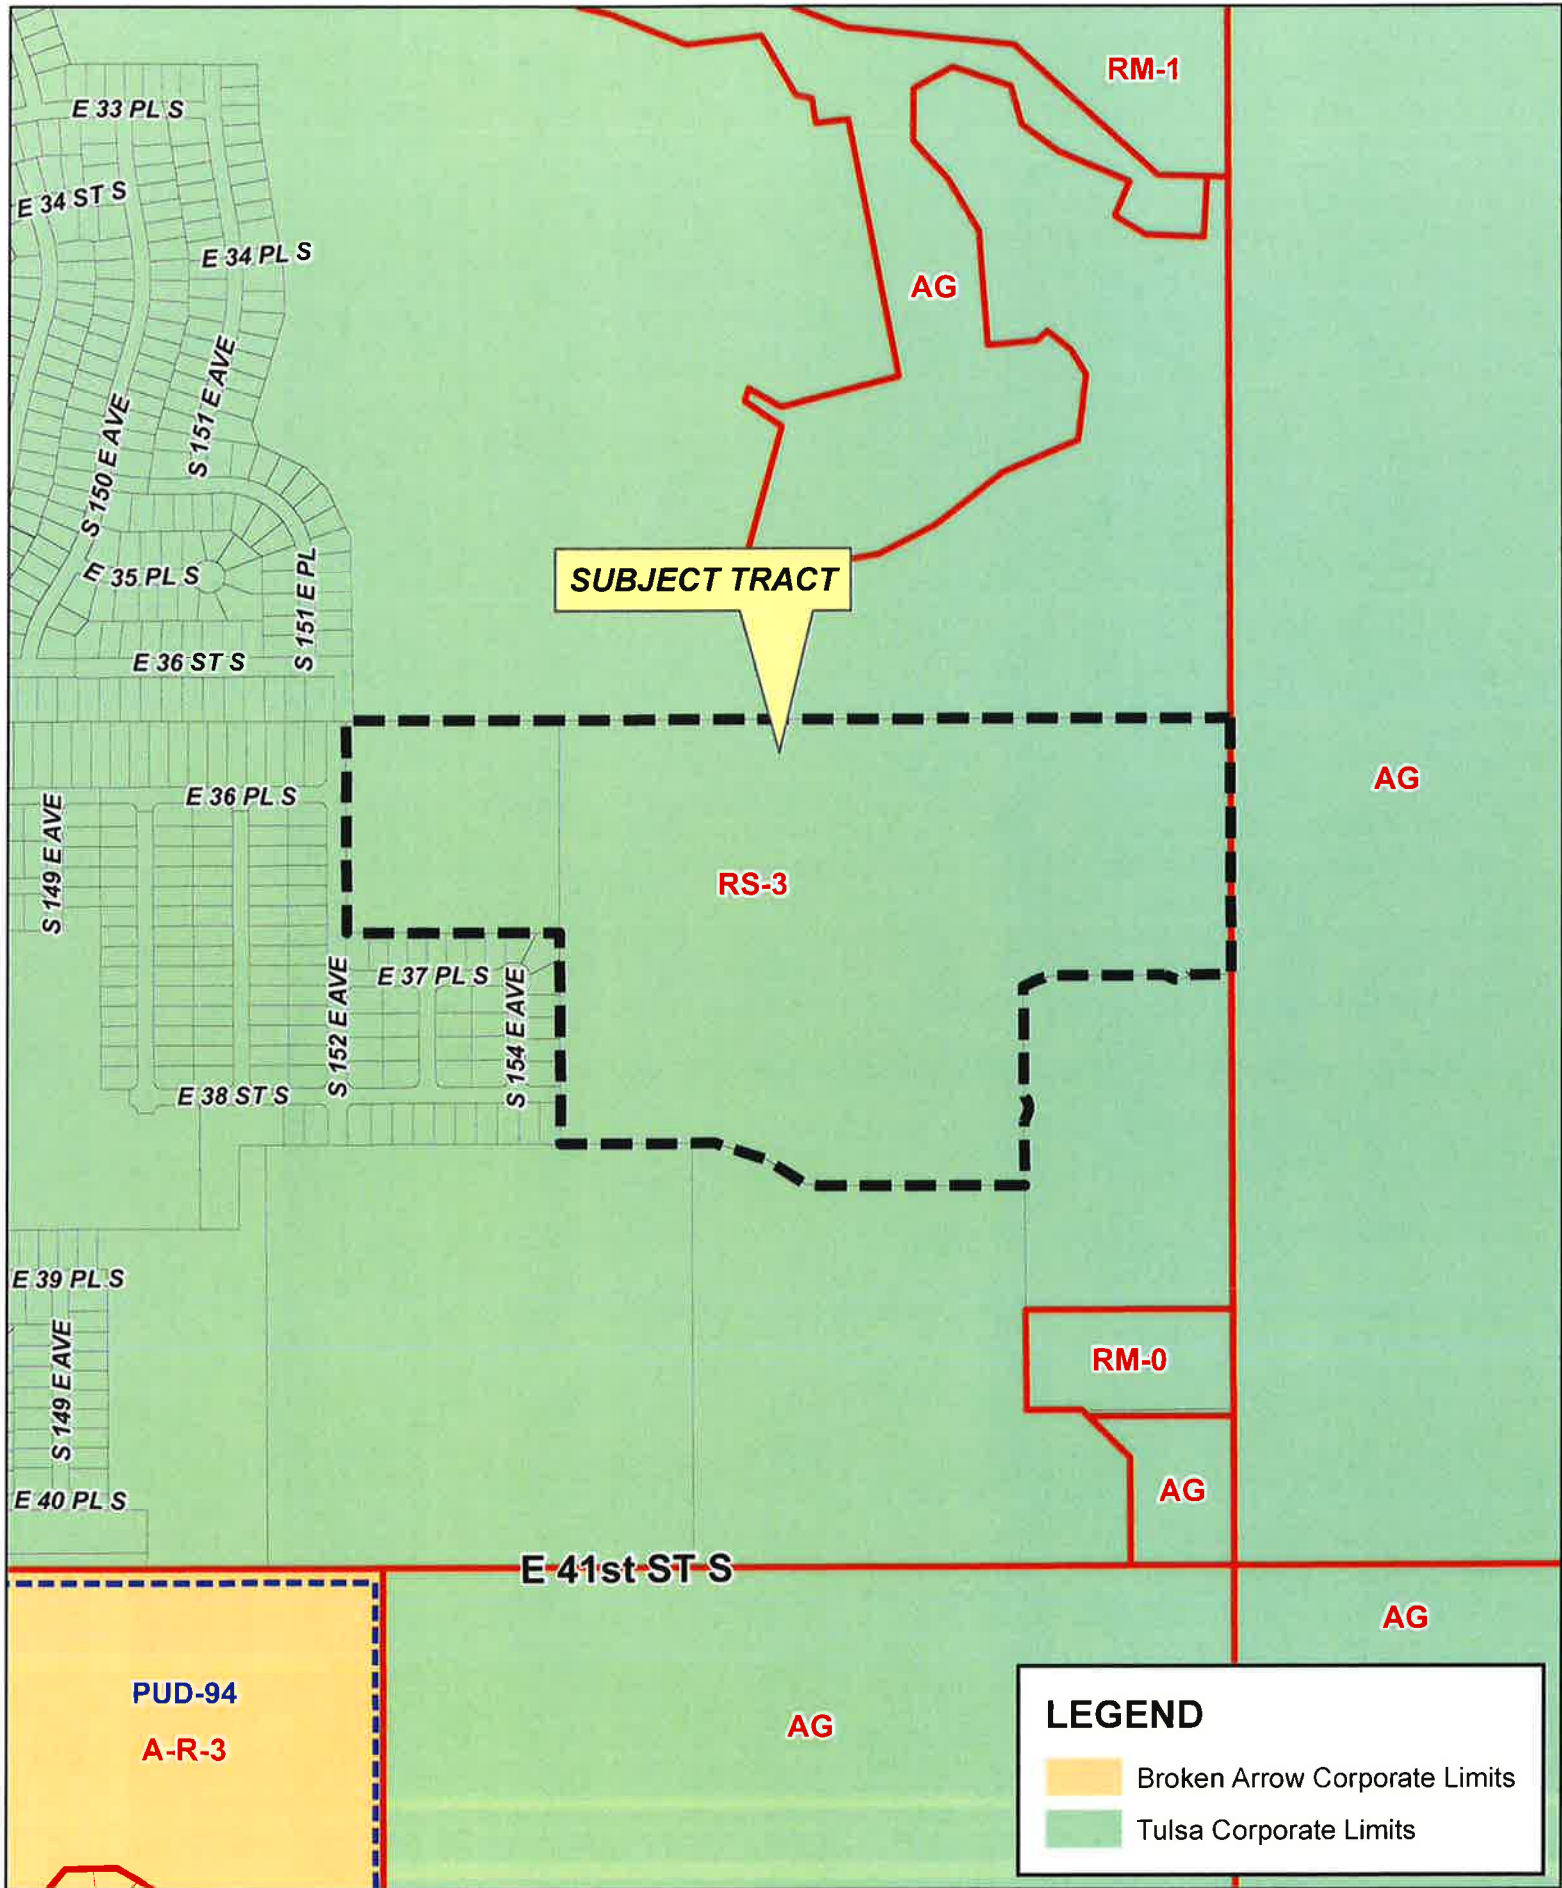 RM-1
E 33 PL S
E 34 ST S
E 34 PL S
AG
S 151 E AVE
S 150 E AVE
E 35 PL S
SUBJECT TRACT
S 151 E PL
E 36 ST S
AG
E 36 PL S
S 149 E AVE
RS-3
E 37 PL S
S 152 E AVE
S 154 E AVE
E 38 ST S
E 39 PL S
RM-0
S 149 E AVE
AG
E 40 PL S
E 41st ST S
AG
PUD-94
A-R-3
AG
LEGEND
Broken Arrow Corporate Limits
Tulsa Corporate Limits